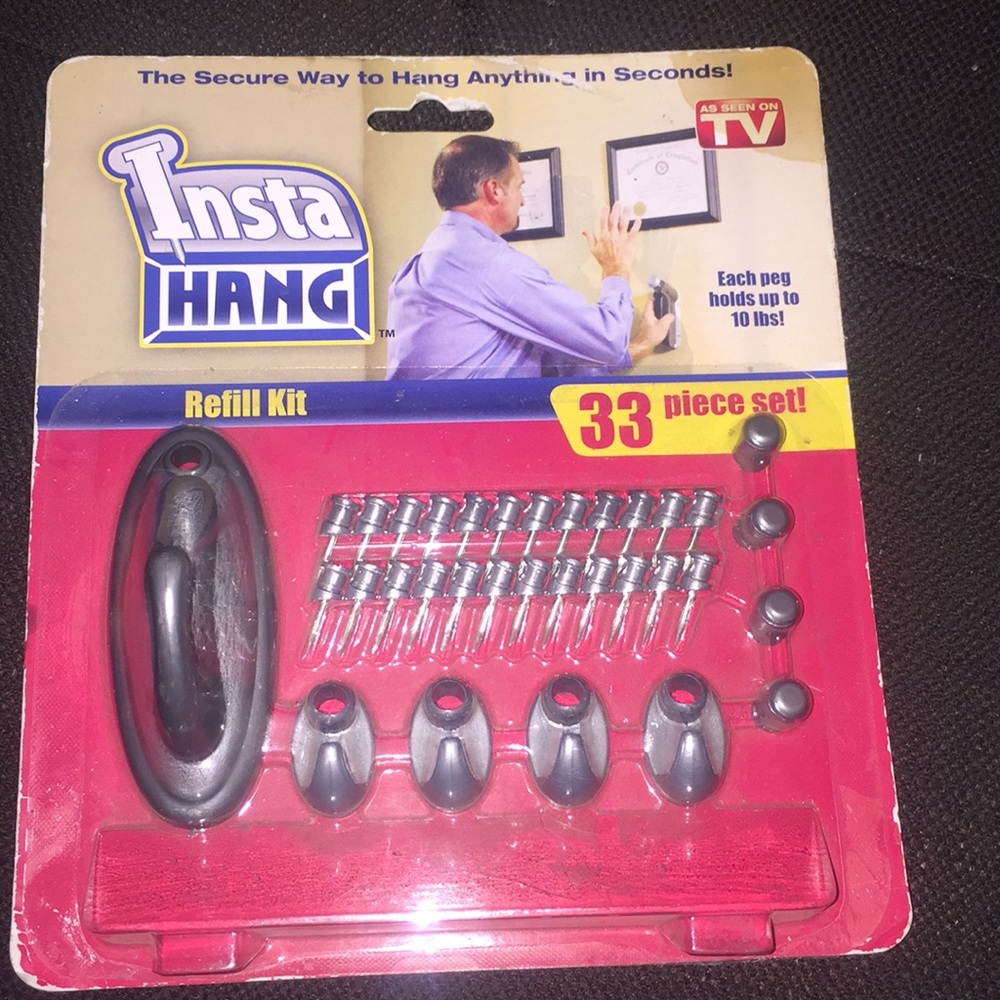 The Secure Way to Hang Anything in Seconds!
AS SEEN ON
TV
Insta
HANG
TM
Each peg
holds up to
10 lbs!
Refill Kit
33 piece set!